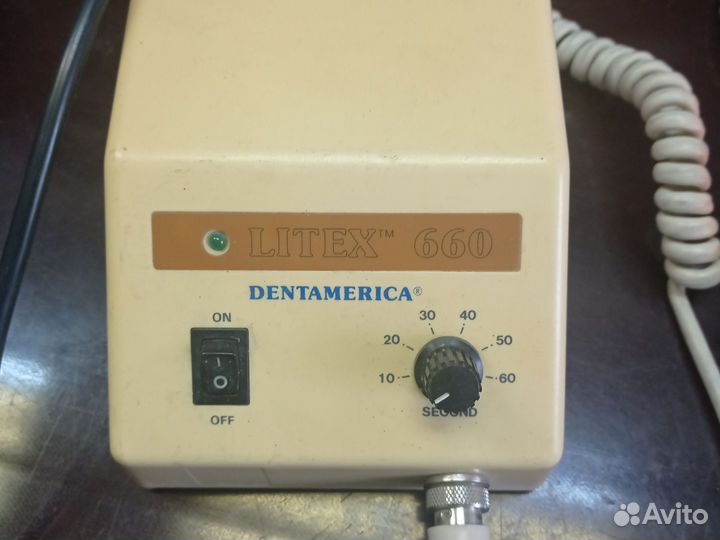 LITEX™ 660
DENTAMERICA®
ON
I
O
OFF
10 20 30 40 50 60
SECOND
Avito